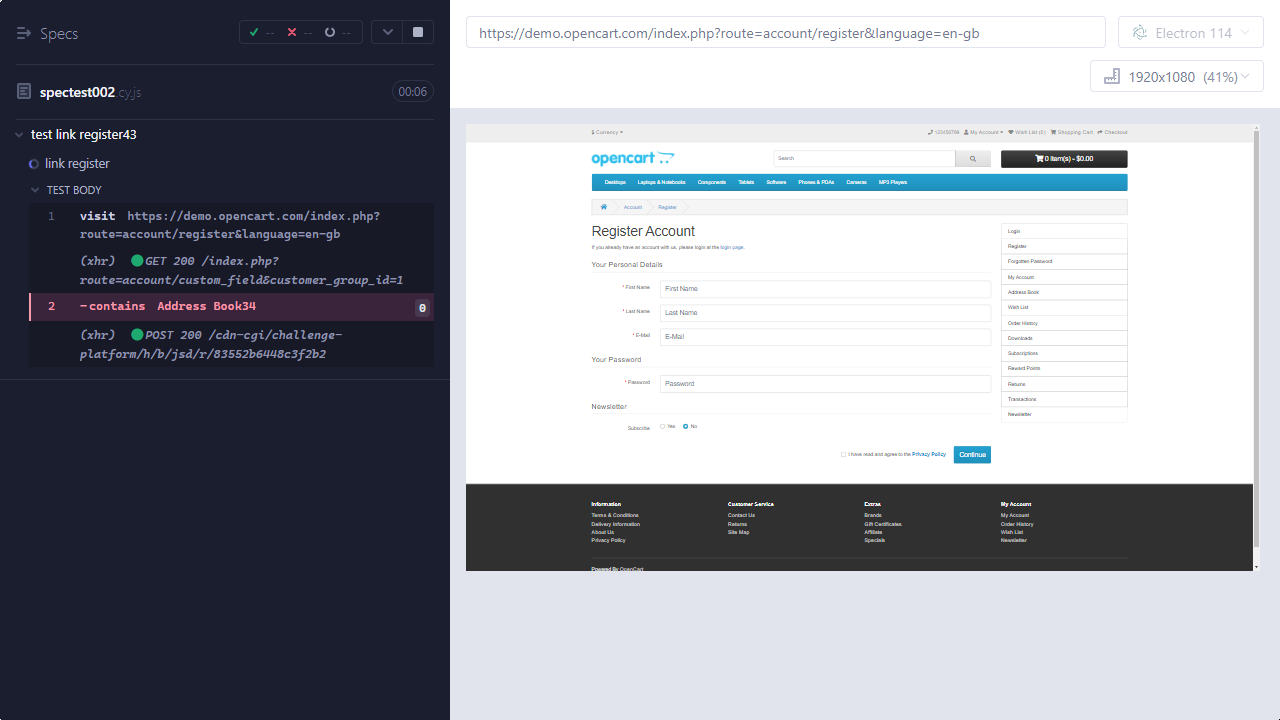 Specs
--
--
--
https://demo.opencart.com/index.php?route=account/register&language=en-gb
Electron 114
1920x1080 (41%)
spectest002.cy.js
00:06
test link register43
link register
TEST BODY
1 visit https://demo.opencart.com/index.php?
route=account/register&language=en-gb
(xhr) GET 200 /index.php?
route=account/custom_field&customer_group_id=1
2 -contains Address Book34 0
(xhr) POST 200 /cdn-cgi/challenge-
platform/h/b/jsd/r/83552b6448c3f2b2
$ Currency
123456789 My Account Wish List (0) Shopping Cart Checkout
opencart
Search
0 item(s) - $0.00
Desktops Laptops & Notebooks Components Tablets Software Phones & PDAs Cameras MP3 Players
Account Register
Register Account
If you already have an account with us, please login at the login page.
Your Personal Details
* First Name First Name
* Last Name Last Name
* E-Mail E-Mail
Your Password
* Password Password
Newsletter
Subscribe Yes No
I have read and agree to the Privacy Policy Continue
Login
Register
Forgotten Password
My Account
Address Book
Wish List
Order History
Downloads
Subscriptions
Reward Points
Returns
Transactions
Newsletter
Information
Terms & Conditions
Delivery Information
About Us
Privacy Policy
Customer Service
Contact Us
Returns
Site Map
Extras
Brands
Gift Certificates
Affiliate
Specials
My Account
My Account
Order History
Wish List
Newsletter
Powered By OpenCart